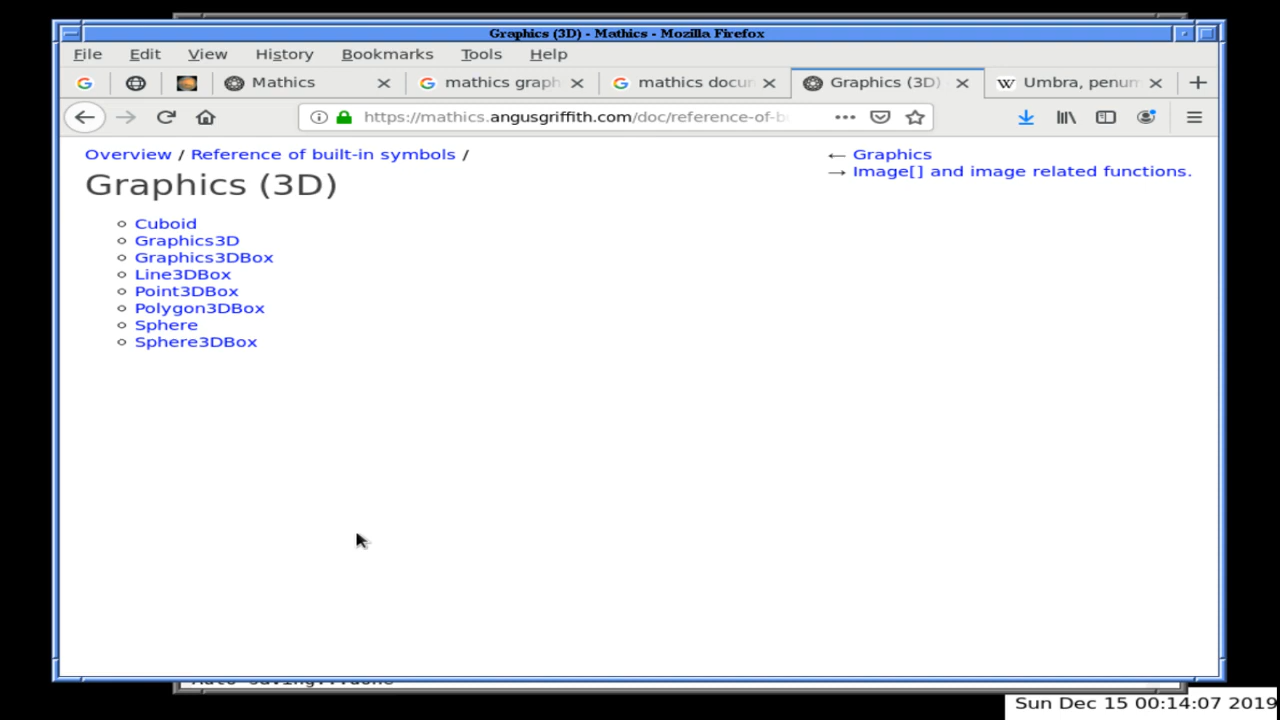 Graphics (3D) - Mathics - Mozilla Firefox
File Edit View History Bookmarks Tools Help
Mathics mathics graph mathics docu Graphics (3D) Umbra, penum
https://mathics.angusgriffith.com/doc/reference-of-b
Overview / Reference of built-in symbols /
← Graphics
→ Image[] and image related functions.
Graphics (3D)
Cuboid
Graphics3D
Graphics3DBox
Line3DBox
Point3DBox
Polygon3DBox
Sphere
Sphere3DBox
Sun Dec 15 00:14:07 2019